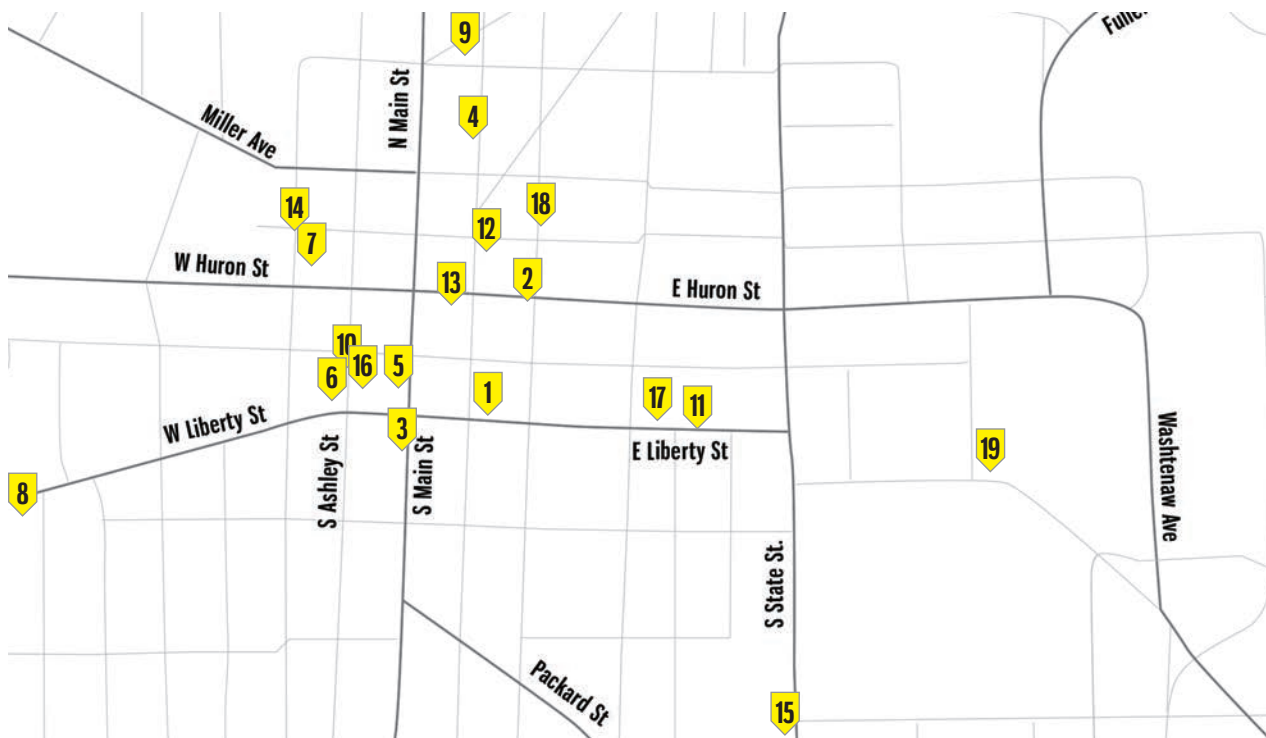 9
Fuller
4
N Main St
Miller Ave
14
18
12
7
W Huron St
13
2
E Huron St
10
16
5
6
1
17
11
3
W Liberty St
E Liberty St
19
8
S Ashley St
S Main St
Washtenaw Ave
S State St.
Packard St
15